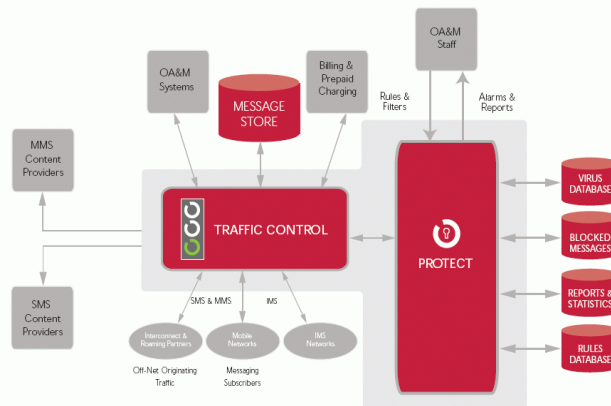 OA&M
Staff
OA&M
Systems
MESSAGE
STORE
Billing &
Prepaid
Charging
Rules &
Filters
Alarms &
Reports
MMS
Content
Providers
TRAFFIC CONTROL
PROTECT
VIRUS
DATABASE
BLOCKED
MESSAGES
REPORTS &
STATISTICS
RULES
DATABASE
SMS
Content
Providers
SMS & MMS
IMS
Interconnect &
Roaming Partners
Mobile
Networks
IMS
Networks
Off-Net Originating
Traffic
Messaging
Subscribers